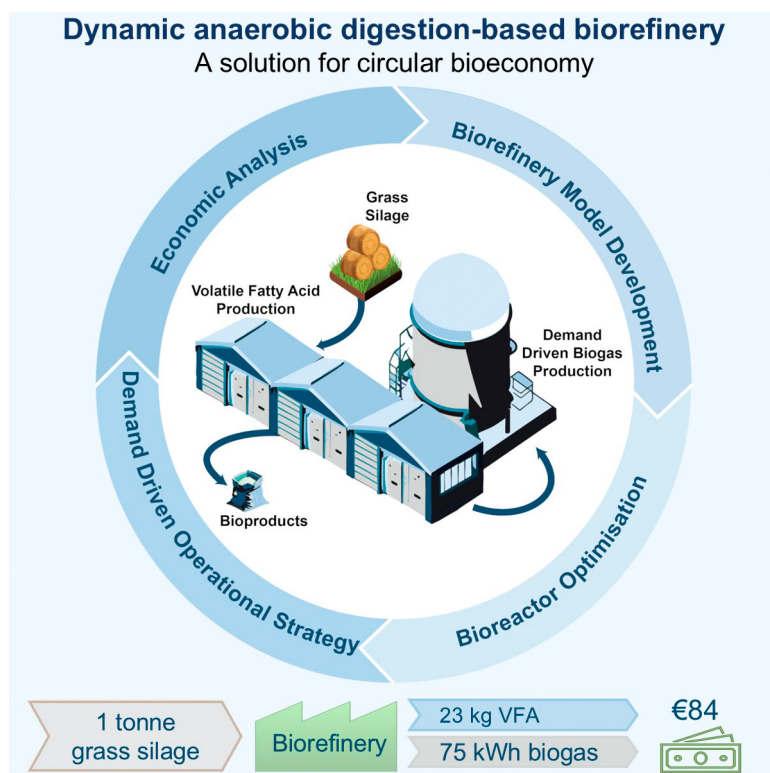 Dynamic anaerobic digestion-based biorefinery
A solution for circular bioeconomy
Economic Analysis
Biorefinery Model Development
Bioreactor Optimisation
Demand Driven Operational Strategy
Grass
Silage
Volatile Fatty Acid
Production
Demand
Driven Biogas
Production
Bioproducts
1 tonne
grass silage
Biorefinery
23 kg VFA
75 kWh biogas
€84